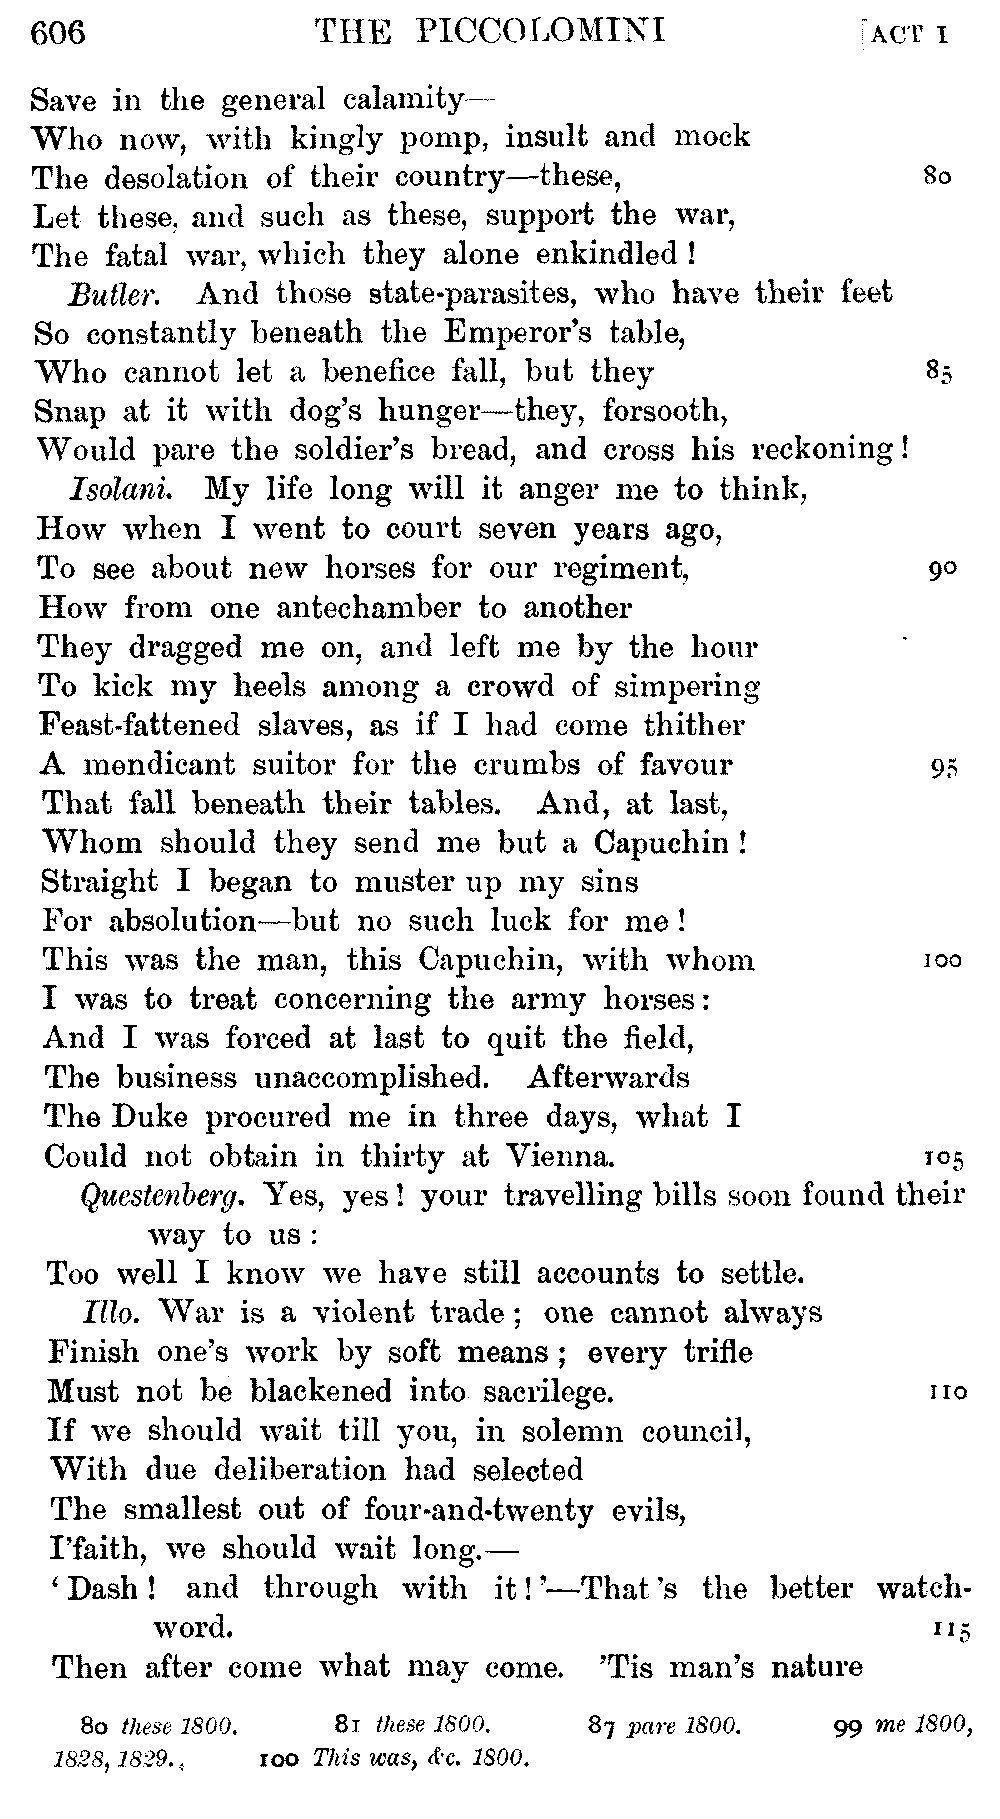 606 THE PICCOLOMINI [ACT I
Save in the general calamity—
Who now, with kingly pomp, insult and mock
The desolation of their country—these, 80
Let these, and such as these, support the war,
The fatal war, which they alone enkindled!
Butler. And those state-parasites, who have their feet
So constantly beneath the Emperor's table,
Who cannot let a benefice fall, but they 85
Snap at it with dog's hunger—they, forsooth,
Would pare the soldier's bread, and cross his reckoning!
Isolani. My life long will it anger me to think,
How when I went to court seven years ago,
To see about new horses for our regiment, 90
How from one antechamber to another
They dragged me on, and left me by the hour
To kick my heels among a crowd of simpering
Feast-fattened slaves, as if I had come thither
A mendicant suitor for the crumbs of favour 95
That fall beneath their tables. And, at last,
Whom should they send me but a Capuchin!
Straight I began to muster up my sins
For absolution—but no such luck for me!
This was the man, this Capuchin, with whom 100
I was to treat concerning the army horses:
And I was forced at last to quit the field,
The business unaccomplished. Afterwards
The Duke procured me in three days, what I
Could not obtain in thirty at Vienna. 105
Questenberg. Yes, yes! your travelling bills soon found their
way to us:
Too well I know we have still accounts to settle.
Illo. War is a violent trade; one cannot always
Finish one's work by soft means; every trifle
Must not be blackened into sacrilege. 110
If we should wait till you, in solemn council,
With due deliberation had selected
The smallest out of four-and-twenty evils,
I'faith, we should wait long.—
'Dash! and through with it!'—That's the better watch-
word. 115
Then after come what may come. 'Tis man's nature
80 these 1800. 81 these 1800. 87 pare 1800. 99 me 1800,
1828, 1829. 100 This was, &c. 1800.